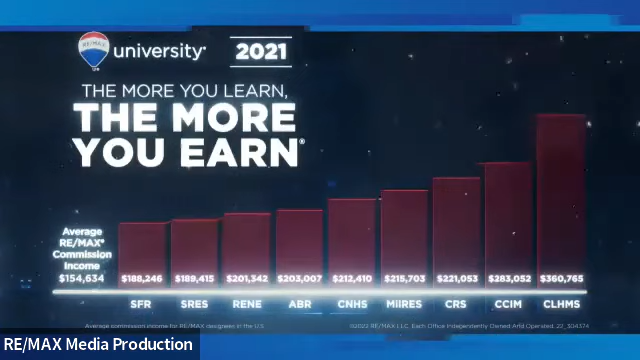 RE/MAX
university®
2021
THE MORE YOU LEARN,
THE MORE
YOU EARN®
Average
RE/MAX®
Commission
Income
$154,634
$188,246 $189,415 $201,342 $203,007 $212,410 $215,703 $221,053 $283,052 $360,765
SFR SRES RENE ABR CNHS MilRES CRS CCIM CLHMS
Average commission income for RE/MAX designees in the U.S.
©2022 RE/MAX LLC. Each Office Independently Owned And Operated. 22_304374
RE/MAX Media Production